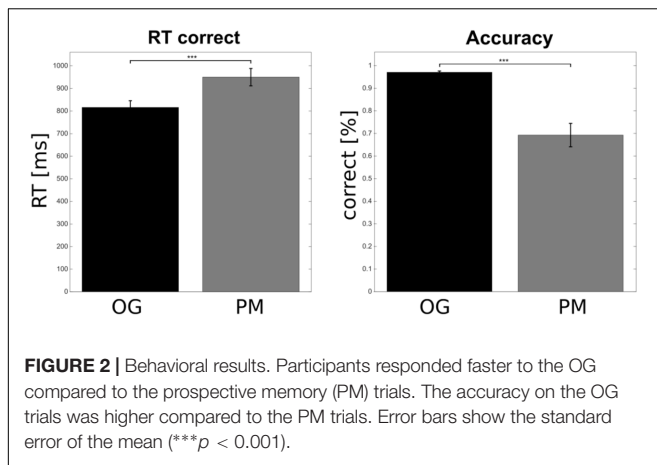 RT correct
***
1000
900
800
700
600
500
400
300
200
100
0
RT [ms]
OG
PM
Accuracy
***
1
0.9
0.8
0.7
0.6
0.5
0.4
0.3
0.2
0.1
0
correct [%]
OG
PM
FIGURE 2 | Behavioral results. Participants responded faster to the OG
compared to the prospective memory (PM) trials. The accuracy on the OG
trials was higher compared to the PM trials. Error bars show the standard
error of the mean (***p < 0.001).